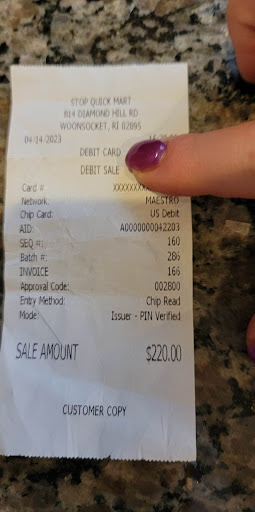 STOP QUICK MART
814 DIAMOND HILL RD
WOONSOCKET, RI 02895
04/14/2023
DEBIT CARD
DEBIT SALE
Card # XXXXXXXX
Network: MAESTRO
Chip Card: US Debit
AID: A0000000042203
SEQ #: 160
Batch #: 286
INVOICE 166
Approval Code: 002800
Entry Method: Chip Read
Mode: Issuer - PIN Verified
SALE AMOUNT $220.00
CUSTOMER COPY